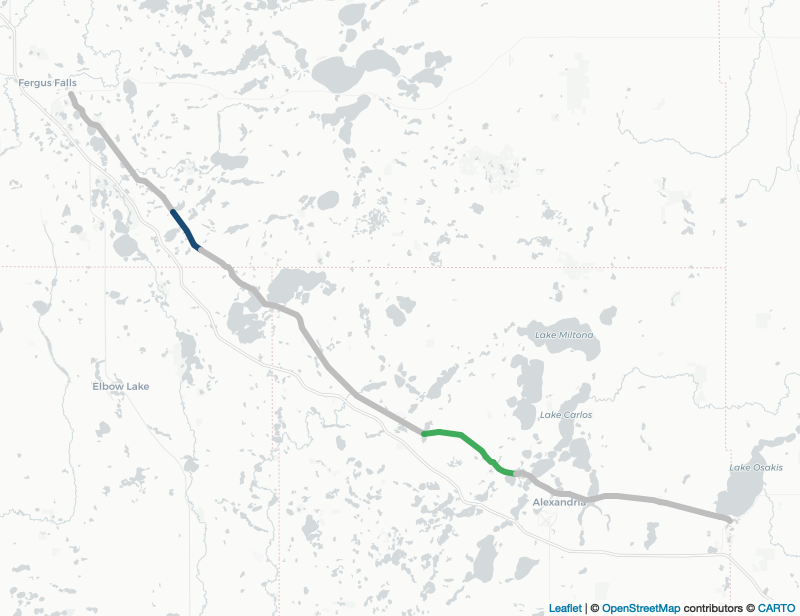 Fergus Falls
Lake Miltona
Elbow Lake
Lake Carlos
Lake Osakis
Alexandria
Leaflet | © OpenStreetMap contributors © CARTO